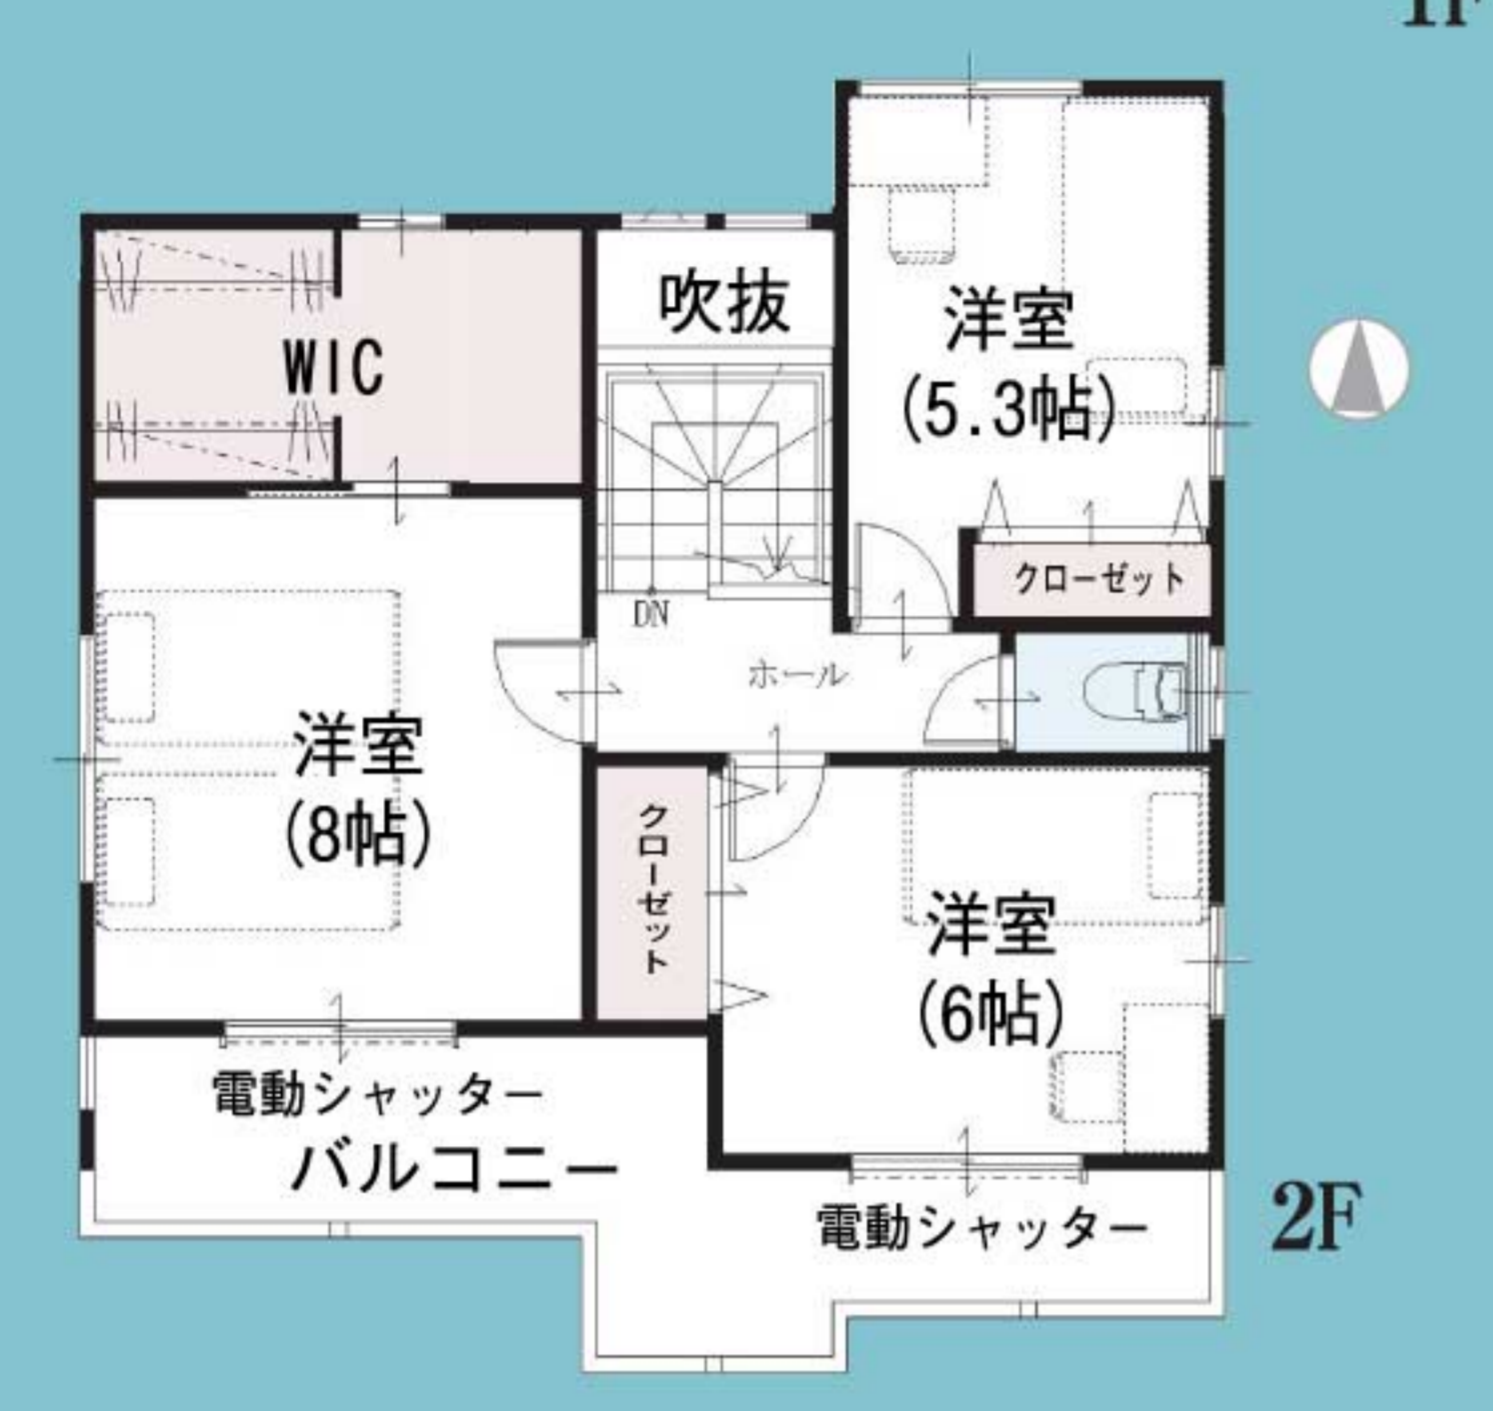 1F
吹抜
洋室
(5.3帖)
WIC
クローゼット
DN
ホール
洋室
(8帖)
クローゼット
洋室
(6帖)
電動シャッター
バルコニー
電動シャッター
2F